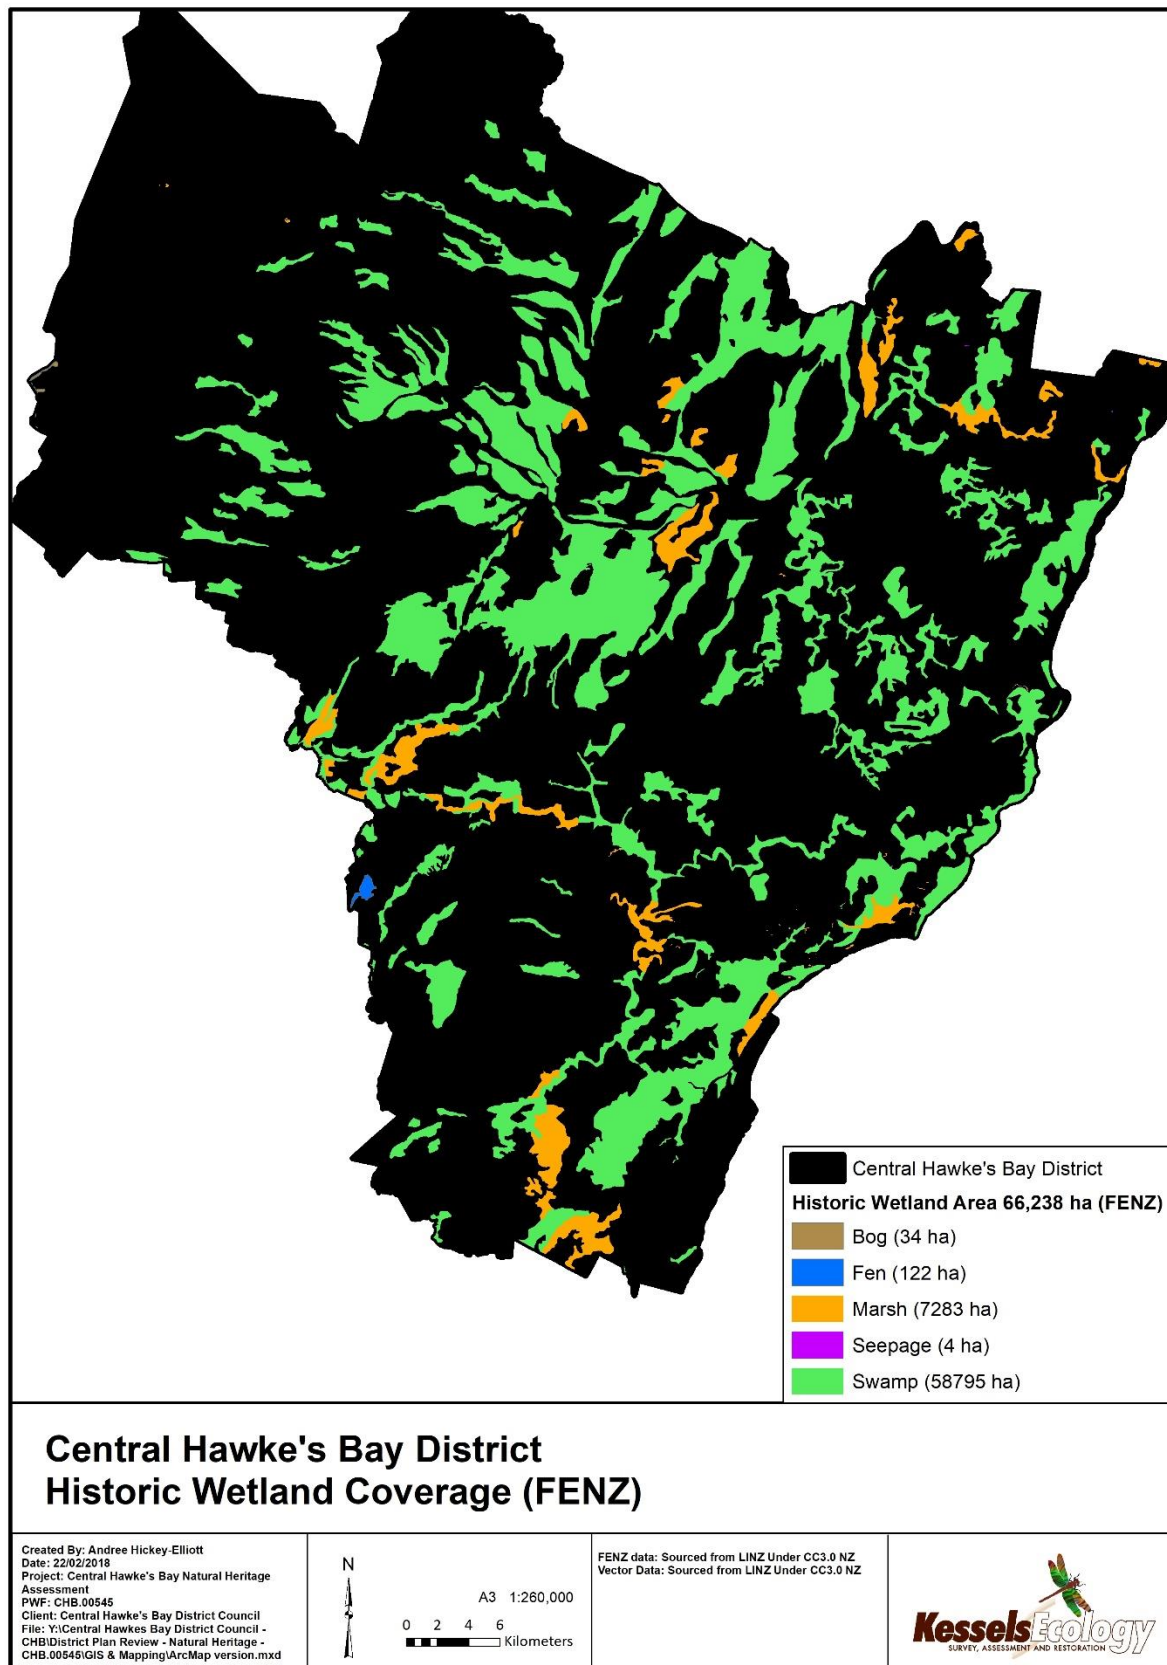 Central Hawke's Bay District
Historic Wetland Area 66,238 ha (FENZ)
Bog (34 ha)
Fen (122 ha)
Marsh (7283 ha)
Seepage (4 ha)
Swamp (58795 ha)
Central Hawke's Bay District
Historic Wetland Coverage (FENZ)
Created By: Andree Hickey-Elliott
Date: 22/02/2018
Project: Central Hawke's Bay Natural Heritage
Assessment
PWF: CHB.00545
Client: Central Hawke's Bay District Council
File: Y:\Central Hawkes Bay District Council -
CHB\District Plan Review - Natural Heritage -
CHB.00545\GIS & Mapping\ArcMap version.mxd
N
A3 1:260,000
0 2 4 6
Kilometers
FENZ data: Sourced from LINZ Under CC3.0 NZ
Vector Data: Sourced from LINZ Under CC3.0 NZ
KesselsEcology
SURVEY, ASSESSMENT AND RESTORATION